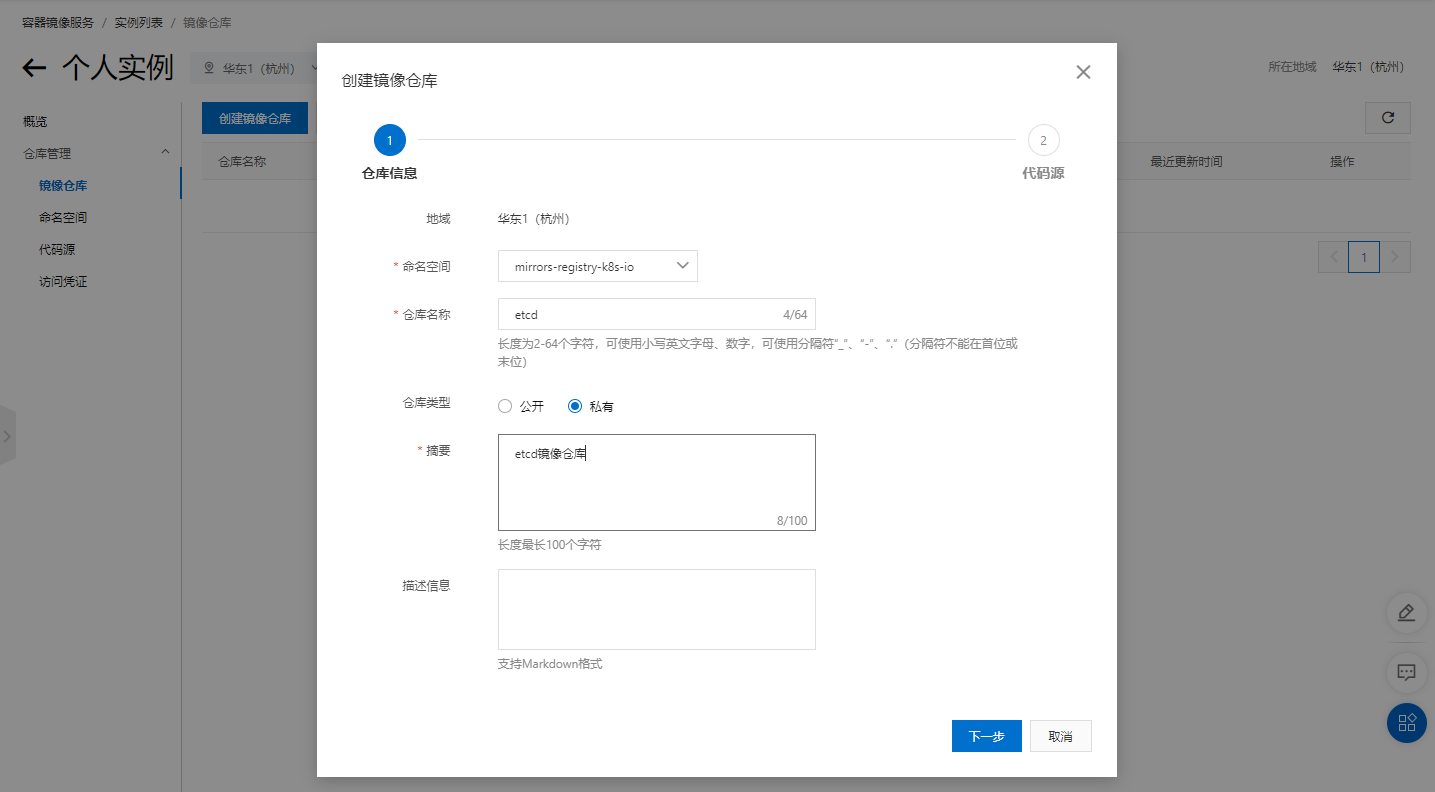 容器镜像服务 / 实例列表 / 镜像仓库
个人实例
华东1（杭州）
所在地域 华东1（杭州）
概览
仓库管理
镜像仓库
命名空间
代码源
访问凭证
创建镜像仓库
仓库名称
最近更新时间
操作
1
创建镜像仓库
1
2
仓库信息
代码源
地域
华东1（杭州）
* 命名空间
mirrors-registry-k8s-io
* 仓库名称
etcd
4/64
长度为2-64个字符，可使用小写英文字母、数字，可使用分隔符“_”、“-”、“.”（分隔符不能在首位或
末位）
仓库类型
公开
私有
* 摘要
etcd镜像仓库
8/100
长度最长100个字符
描述信息
支持Markdown格式
下一步
取消